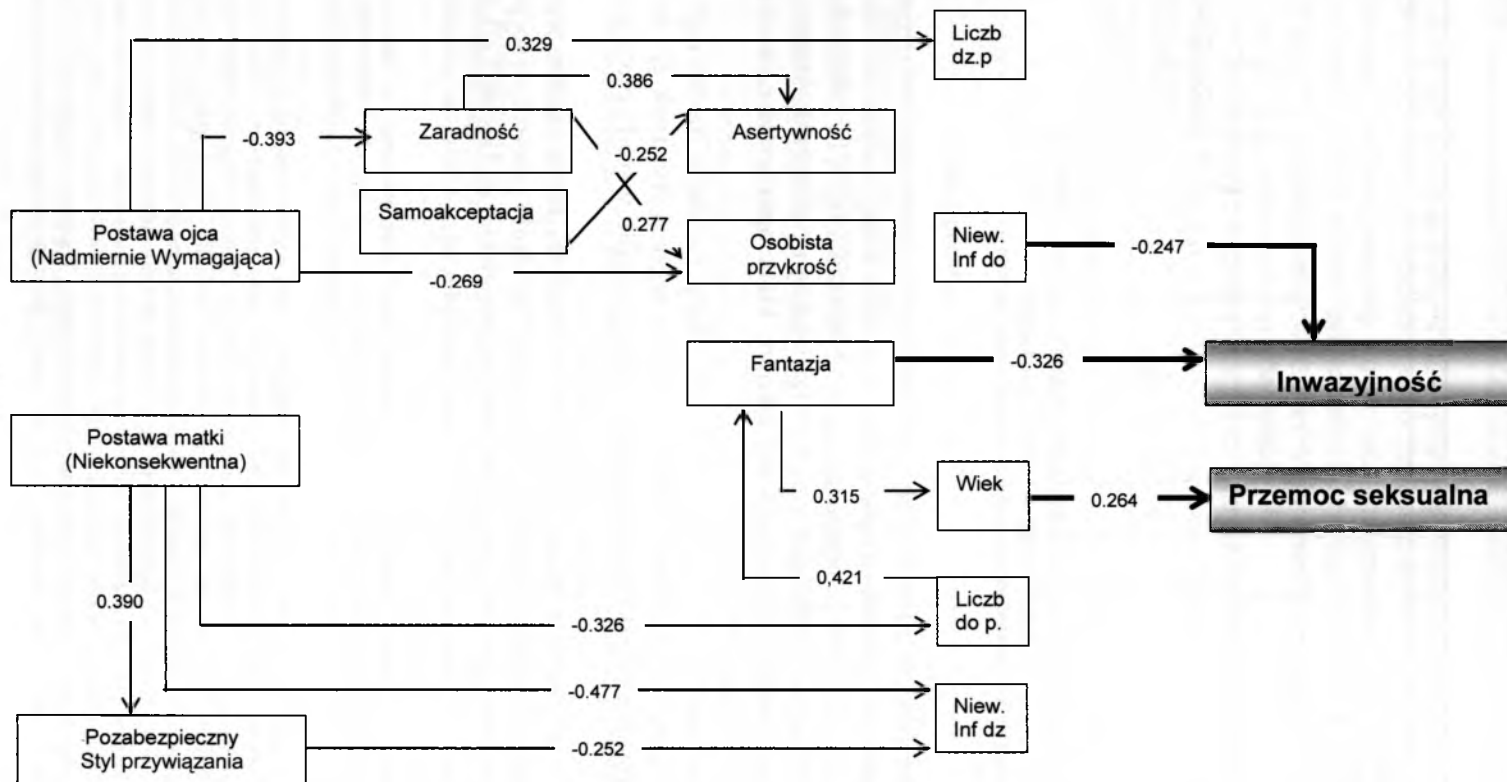 Liczb
dz.p
0.329
0.386
Zaradność
Asertywność
-0.393
-0.252
Samoakceptacja
0.277
Postawa ojca
(Nadmiernie Wymagająca)
Osobista
przykrość
Niew.
Inf do
-0.247
-0.269
Fantazja
-0.326
Inwazyjność
Postawa matki
(Niekonsekwentna)
0.315
Wiek
0.264
Przemoc seksualna
0,421
0.390
Liczb
do p.
-0.326
-0.477
Niew.
Inf dz
Pozabezpieczny
Styl przywiązania
-0.252